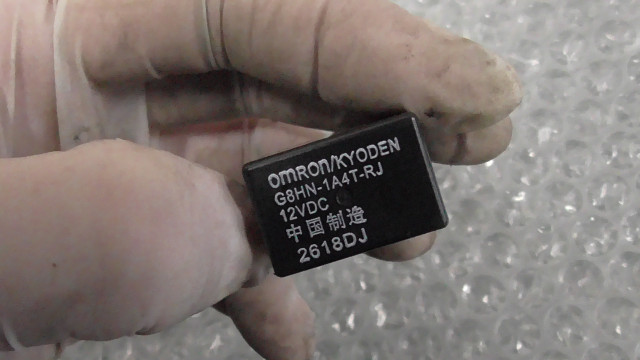 OMRON/KYODEN
G8HN-1A4T-RJ
12VDC
中国制造
2618DJ